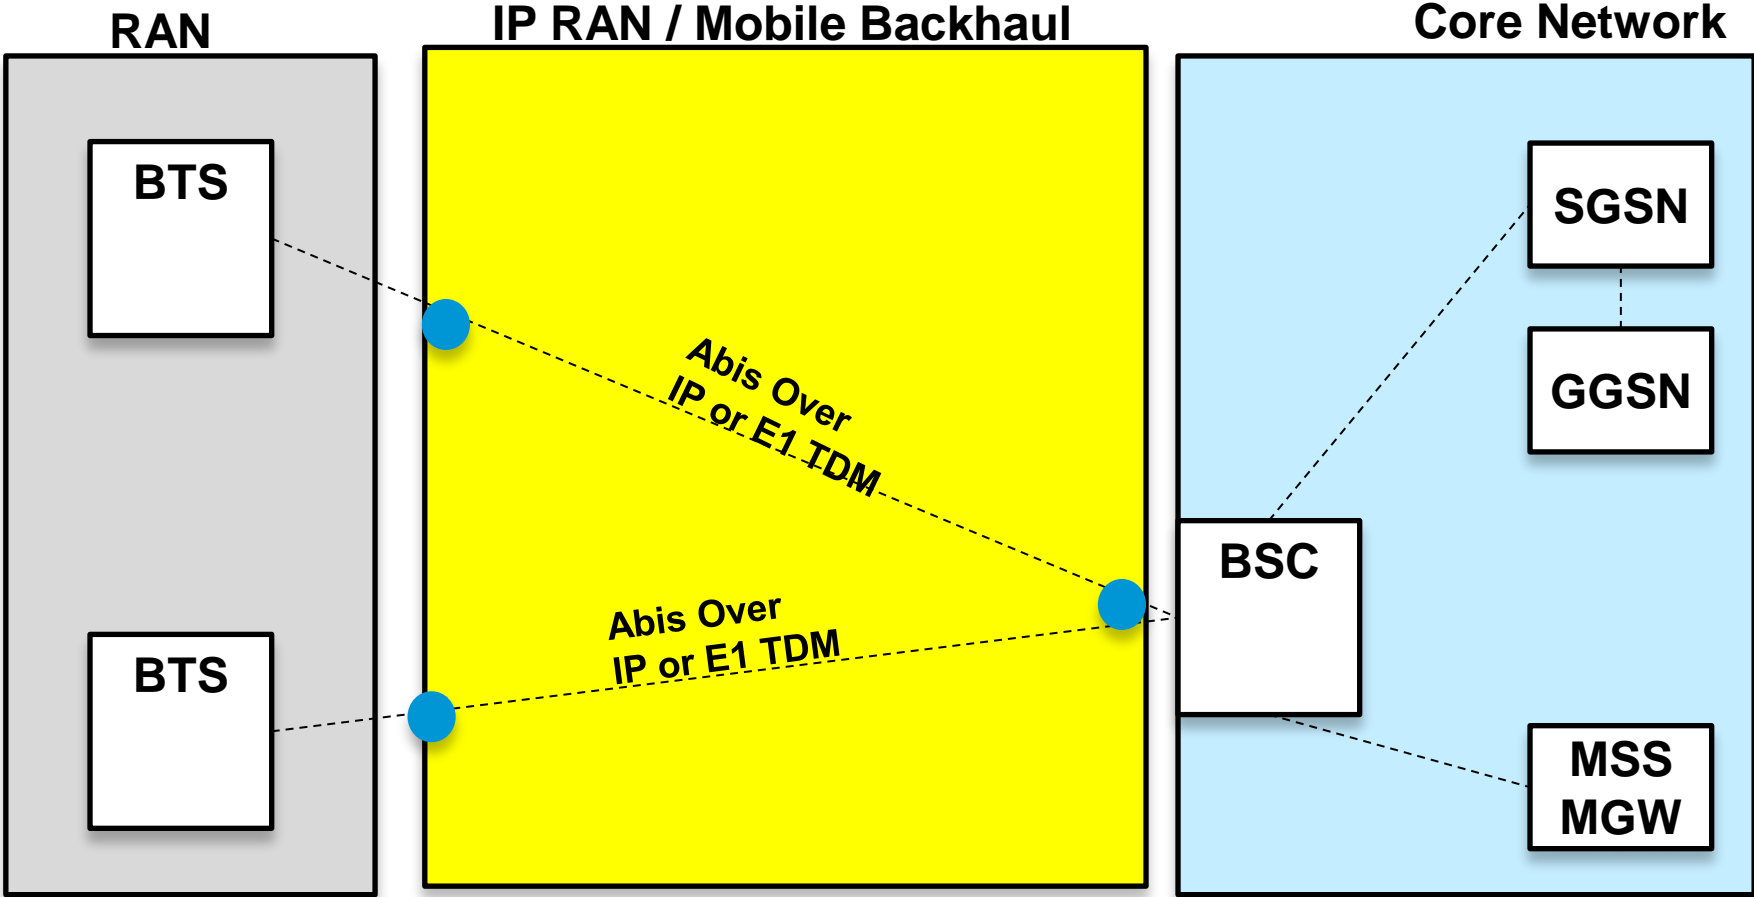 RAN
IP RAN / Mobile Backhaul
Core Network
BTS
SGSN
GGSN
Abis Over
IP or E1 TDM
BSC
Abis Over
IP or E1 TDM
BTS
MSS
MGW